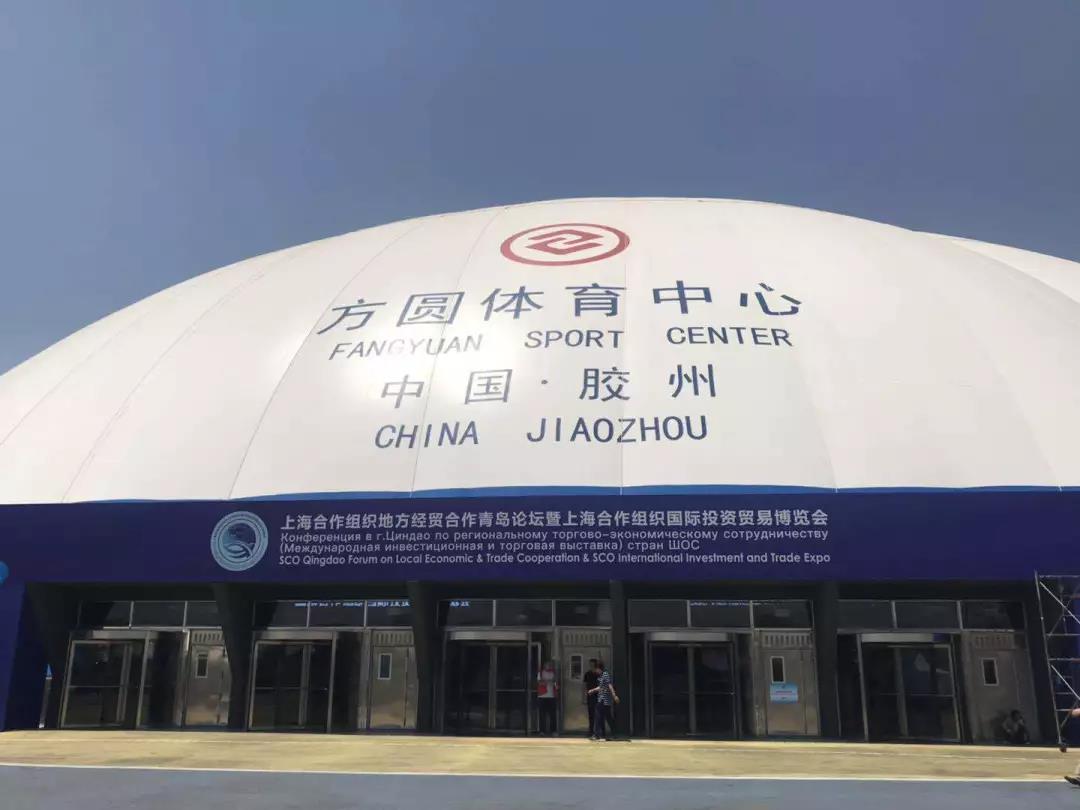 方圆体育中心
FANGYUAN SPORT CENTER
中国·胶州
CHINA JIAOZHOU
上海合作组织地方经贸合作青岛论坛暨上海合作组织国际投资贸易博览会
Конференция в г.Циндао по региональному торгово-экономическому сотрудничеству
(Международная инвестиционная и торговая выставка) стран ШОС
SCO Qingdao Forum on Local Economic & Trade Cooperation & SCO International Investment and Trade Expo